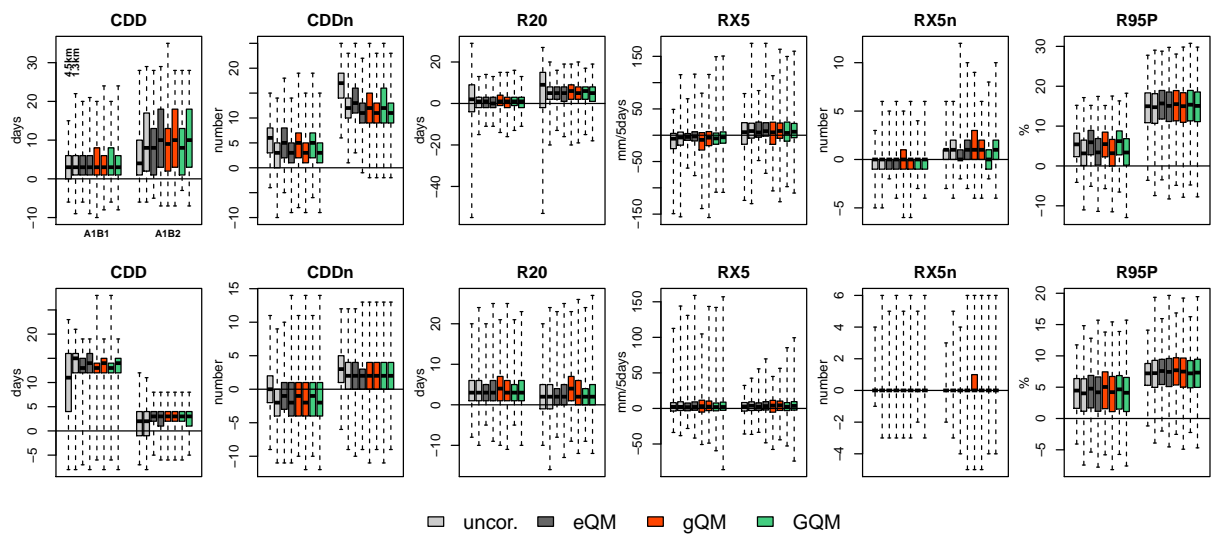 CDD CDDn R20 RX5 RX5n R95P
days
−10 0 10 20 30
4.5km
1.3km
A1B1 A1B2
number
−10 0 5 10 15 20
days
−40 −20 0 20
mm/5days
−150 −50 50 100 150
number
−5 0 5 10
%
−10 0 10 20 30
CDD CDDn R20 RX5 RX5n R95P
days
−5 0 5 10 15 20
number
−10 −5 0 5 10 15
days
−10 0 10 20
mm/5days
−50 0 50 100 150
number
−4 −2 0 2 4 6
%
−5 0 5 10 15 20
uncor. eQM gQM GQM